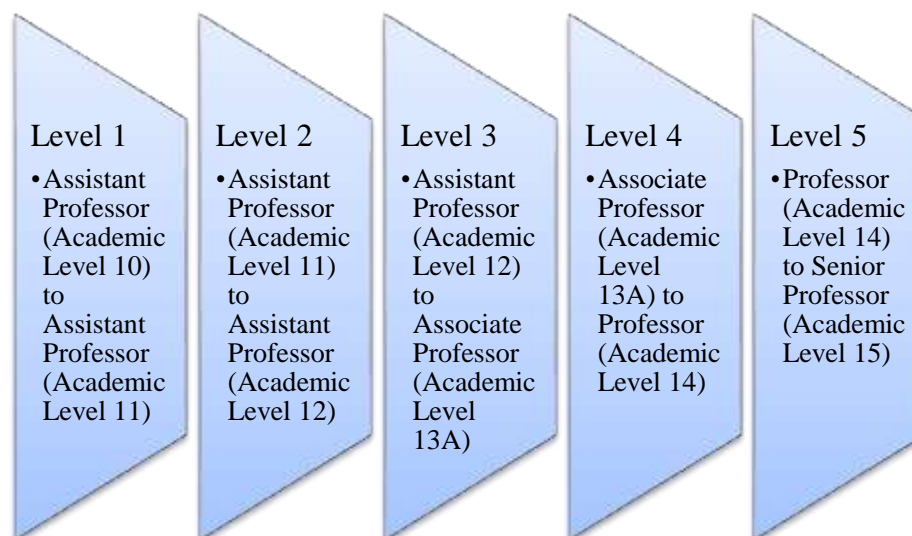 Level 1
•Assistant
Professor
(Academic
Level 10)
to
Assistant
Professor
(Academic
Level 11)
Level 2
•Assistant
Professor
(Academic
Level 11)
to
Assistant
Professor
(Academic
Level 12)
Level 3
•Assistant
Professor
(Academic
Level 12)
to
Associate
Professor
(Academic
Level
13A)
Level 4
•Associate
Professor
(Academic
Level
13A) to
Professor
(Academic
Level 14)
Level 5
•Professor
(Academic
Level 14)
to Senior
Professor
(Academic
Level 15)